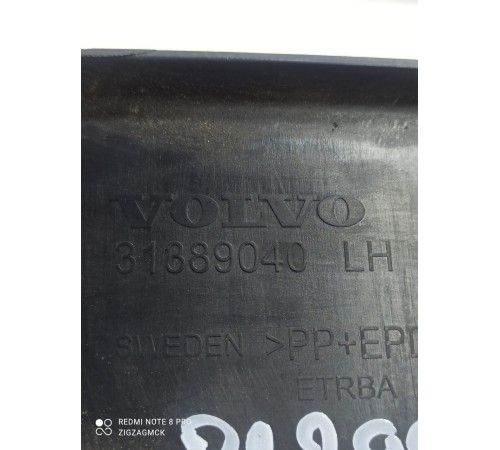 VOLVO
31389040 LH
SWEDEN >PP+EPD
ETRBA
REDMI NOTE 8 PRO
ZIGZAGMCK